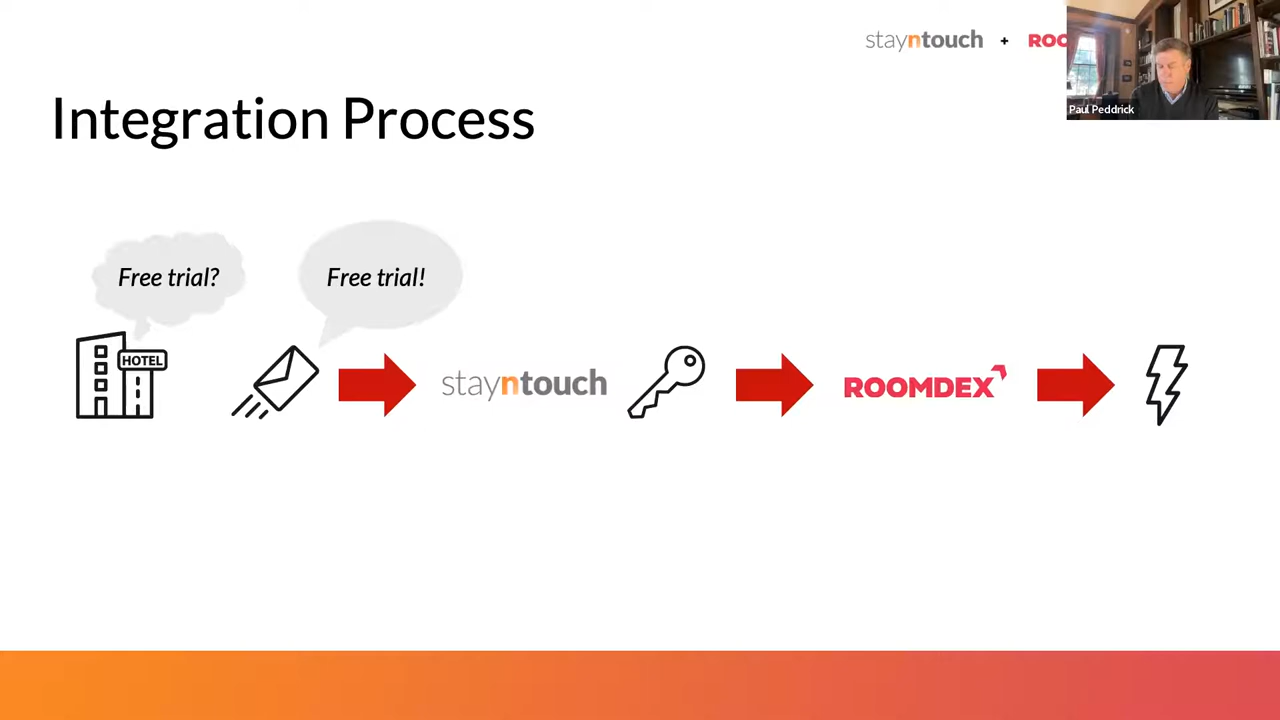 stayntouch + ROO
Paul Peddrick
Integration Process
Free trial?
Free trial!
HOTEL
stayntouch
ROOMDEX